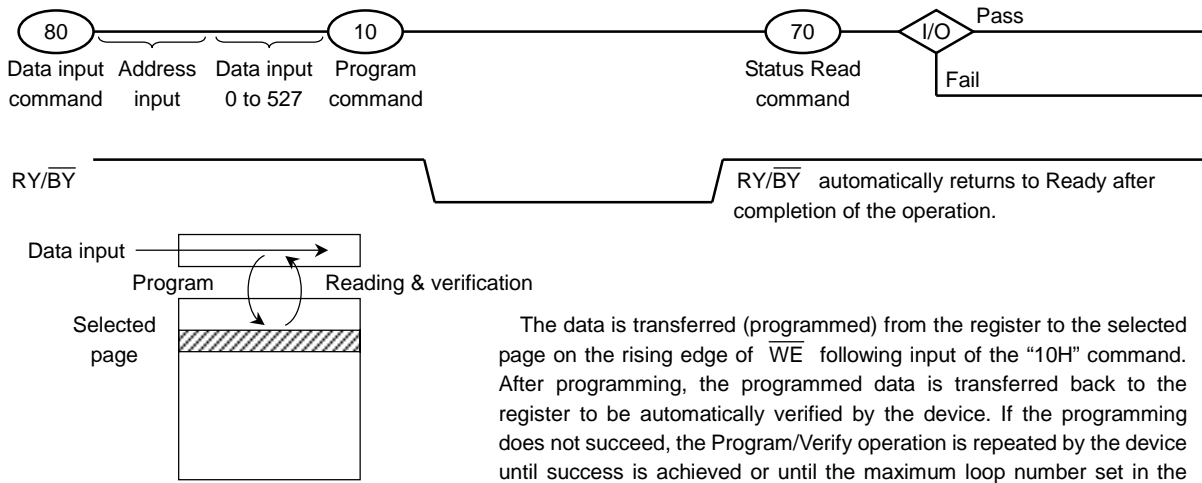 80
10
70
I/O
Pass
Data input command
Address input
Data input 0 to 527
Program command
Status Read command
Fail
RY/BY
RY/BY automatically returns to Ready after
completion of the operation.
Data input
Program
Reading & verification
Selected
page
The data is transferred (programmed) from the register to the selected
page on the rising edge of WE following input of the “10H” command.
After programming, the programmed data is transferred back to the
register to be automatically verified by the device. If the programming
does not succeed, the Program/Verify operation is repeated by the device
until success is achieved or until the maximum loop number set in the